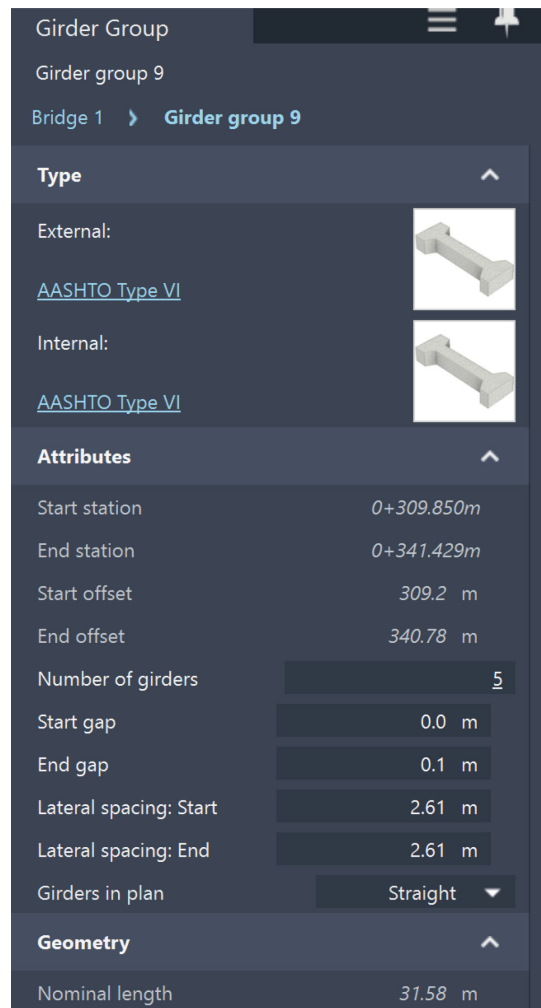 Girder Group
Girder group 9
Bridge 1 › Girder group 9
Type
External:
AASHTO Type VI
Internal:
AASHTO Type VI
Attributes
Start station 0+309.850m
End station 0+341.429m
Start offset 309.2 m
End offset 340.78 m
Number of girders 5
Start gap 0.0 m
End gap 0.1 m
Lateral spacing: Start 2.61 m
Lateral spacing: End 2.61 m
Girders in plan Straight
Geometry
Nominal length 31.58 m